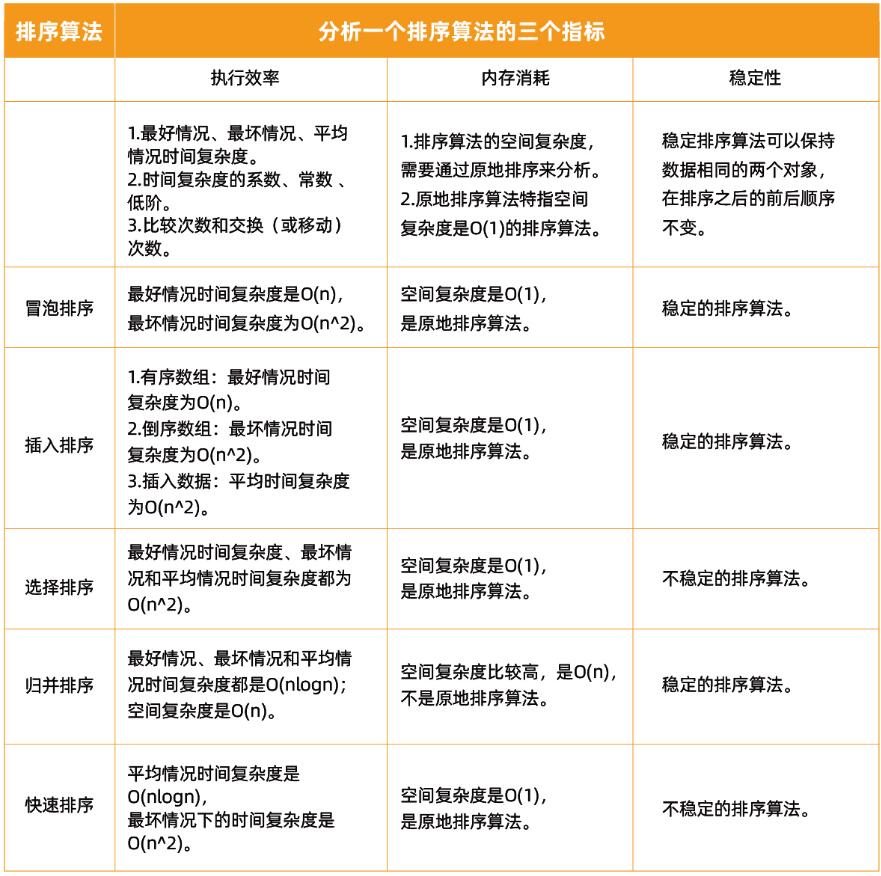 排序算法
分析一个排序算法的三个指标
执行效率
内存消耗
稳定性
1.最好情况、最坏情况、平均
情况时间复杂度。
2.时间复杂度的系数、常数 、
低阶。
3.比较次数和交换（或移动）
次数。
1.排序算法的空间复杂度，
需要通过原地排序来分析。
2.原地排序算法特指空间
复杂度是O(1)的排序算法。
稳定排序算法可以保持
数据相同的两个对象，
在排序之后的前后顺序
不变。
冒泡排序
最好情况时间复杂度是O(n)，
最坏情况时间复杂度为O(n^2)。
空间复杂度是O(1)，
是原地排序算法。
稳定的排序算法。
插入排序
1.有序数组：最好情况时间
复杂度为O(n)。
2.倒序数组：最坏情况时间
复杂度为O(n^2)。
3.插入数据：平均时间复杂度
为O(n^2)。
空间复杂度是O(1)，
是原地排序算法。
稳定的排序算法。
选择排序
最好情况时间复杂度、最坏情
况和平均情况时间复杂度都为
O(n^2)。
空间复杂度是O(1)，
是原地排序算法。
不稳定的排序算法。
归并排序
最好情况、最坏情况和平均情
况时间复杂度都是O(nlogn)；
空间复杂度是O(n)。
空间复杂度比较高，是O(n)，
不是原地排序算法。
稳定的排序算法。
快速排序
平均情况时间复杂度是
O(nlogn)，
最坏情况下的时间复杂度是
O(n^2)。
空间复杂度是O(1)，
是原地排序算法。
不稳定的排序算法。